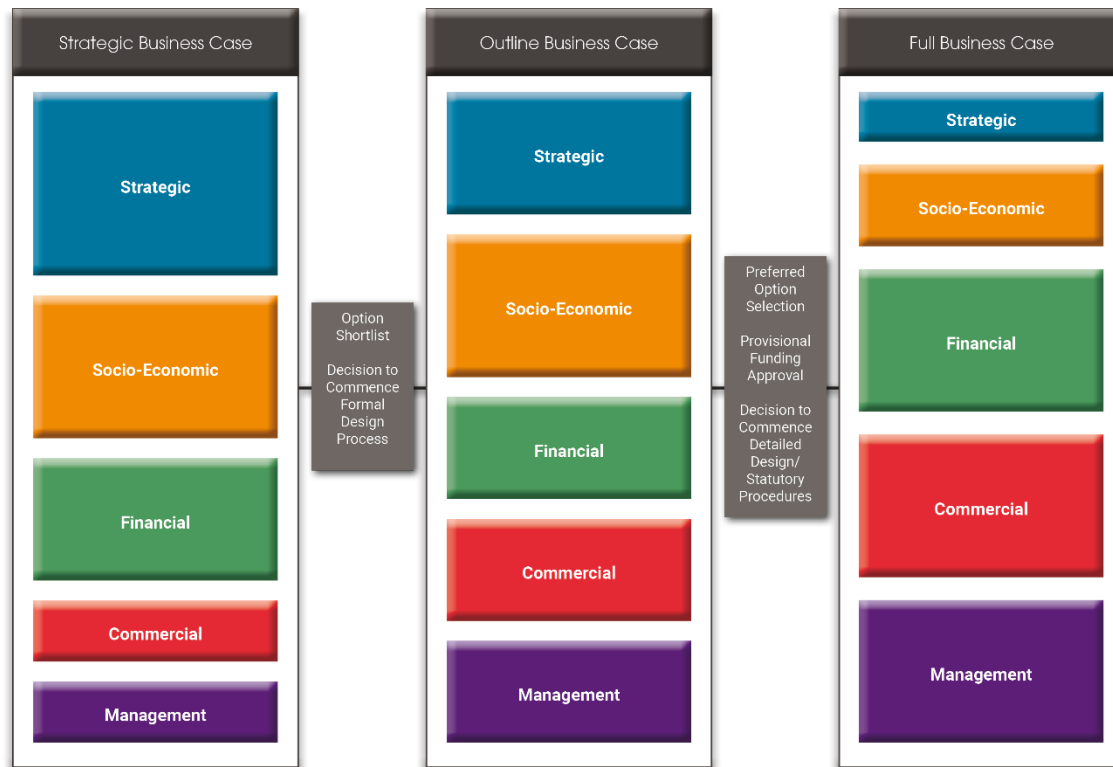 Strategic Business Case
Strategic
Socio-Economic
Financial
Commercial
Management
Option
Shortlist
Decision to
Commence
Formal
Design
Process
Outline Business Case
Strategic
Socio-Economic
Financial
Commercial
Management
Preferred
Option
Selection
Provisional
Funding
Approval
Decision to
Commence
Detailed
Design/
Statutory
Procedures
Full Business Case
Strategic
Socio-Economic
Financial
Commercial
Management